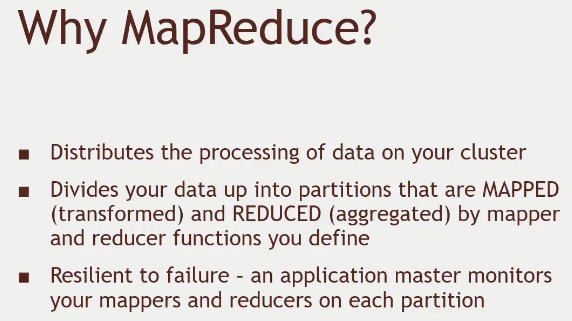 Why MapReduce?
■ Distributes the processing of data on your cluster
■ Divides your data up into partitions that are MAPPED
(transformed) and REDUCED (aggregated) by mapper
and reducer functions you define
■ Resilient to failure – an application master monitors
your mappers and reducers on each partition